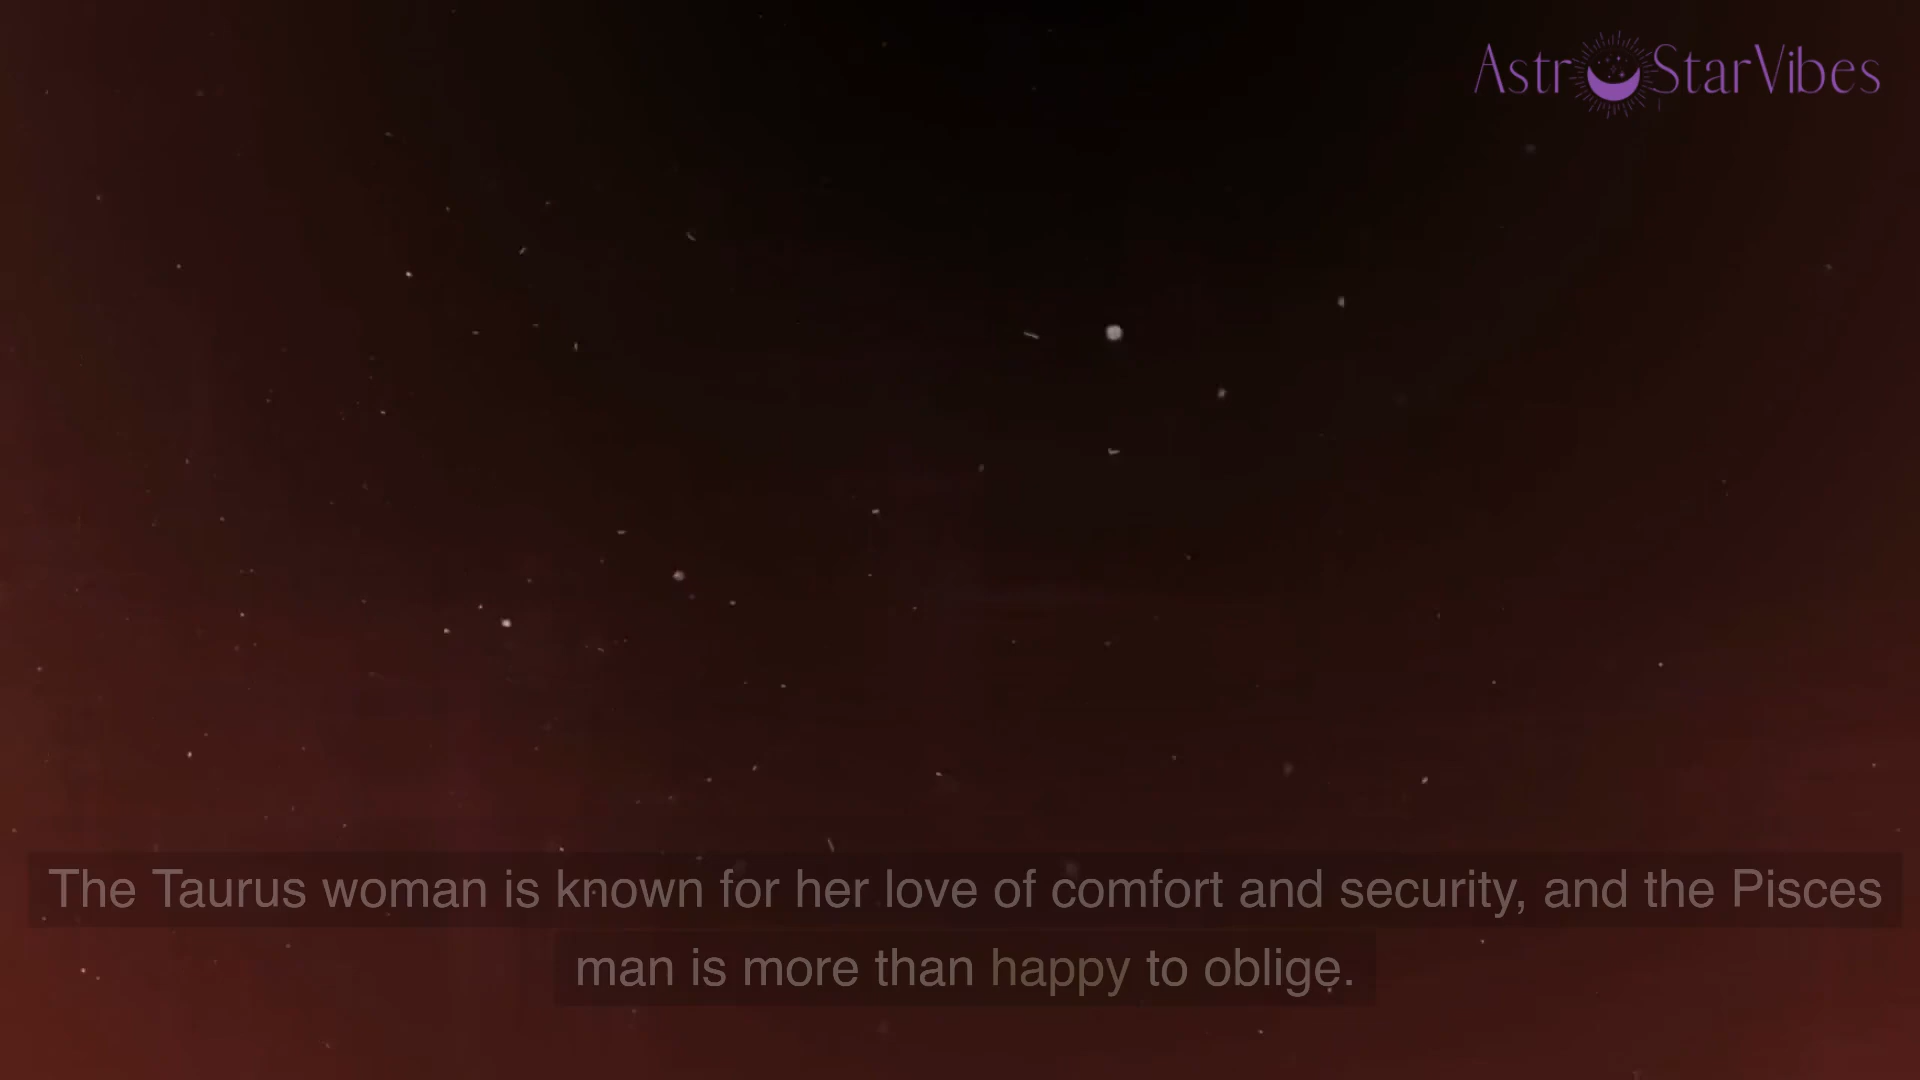 AstroStarVibes
The Taurus woman is known for her love of comfort and security, and the Pisces
man is more than happy to oblige.